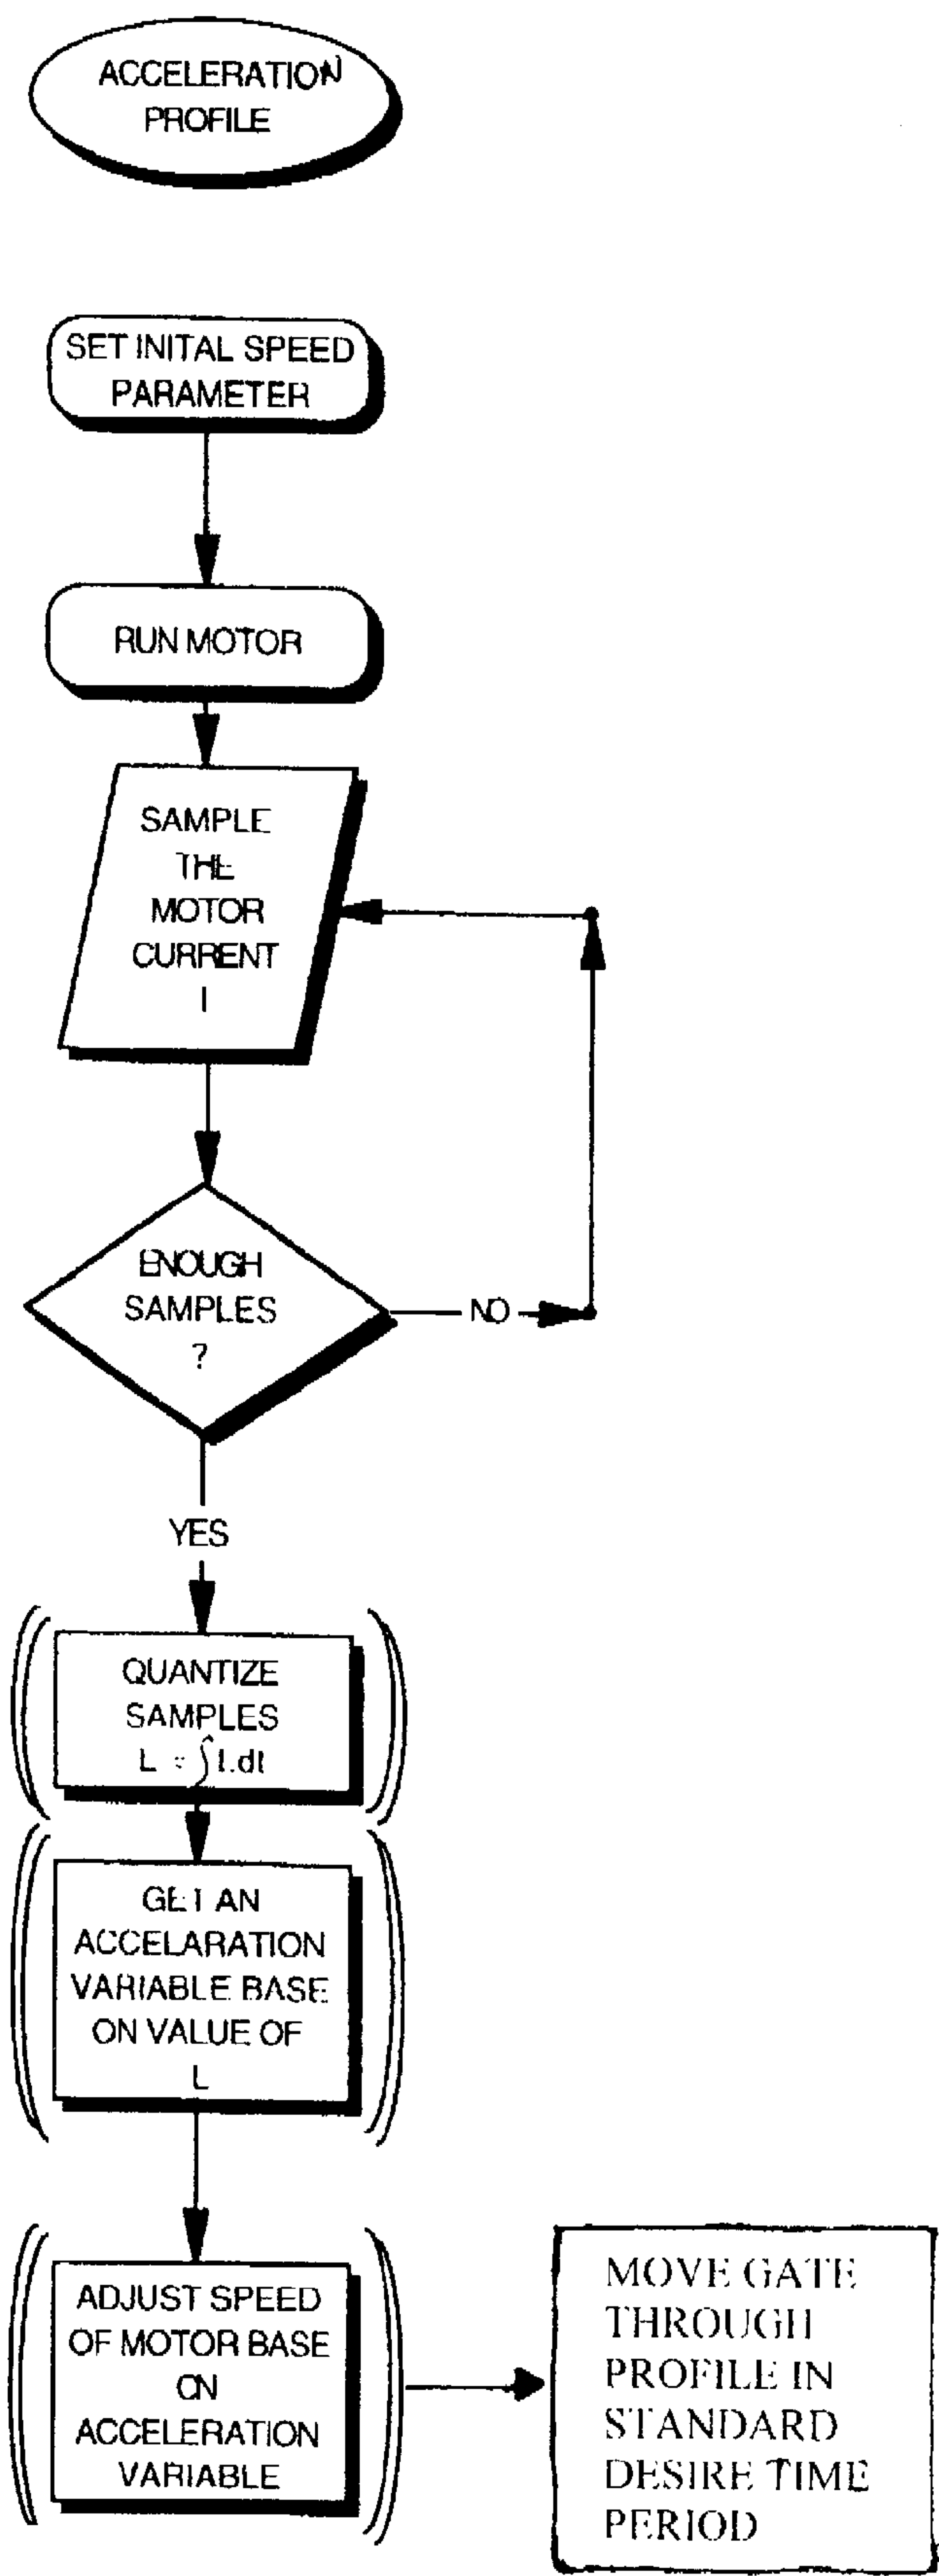 ACCELERATION
PROFILE
SET INITAL SPEED
PARAMETER
RUN MOTOR
SAMPLE
THE
MOTOR
CURRENT
I
ENOUGH
SAMPLES
?
NO
YES
QUANTIZE
SAMPLES
L = ∫ I.dt
GET AN
ACCELARATION
VARIABLE BASE
ON VALUE OF
L
ADJUST SPEED
OF MOTOR BASE
ON
ACCELERATION
VARIABLE
MOVE GATE
THROUGH
PROFILE IN
STANDARD
DESIRE TIME
PERIOD